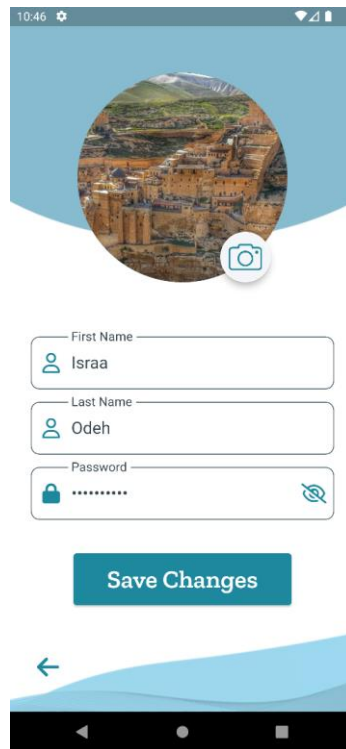 10:46
First Name
Israa
Last Name
Odeh
Password
••••••••••
Save Changes